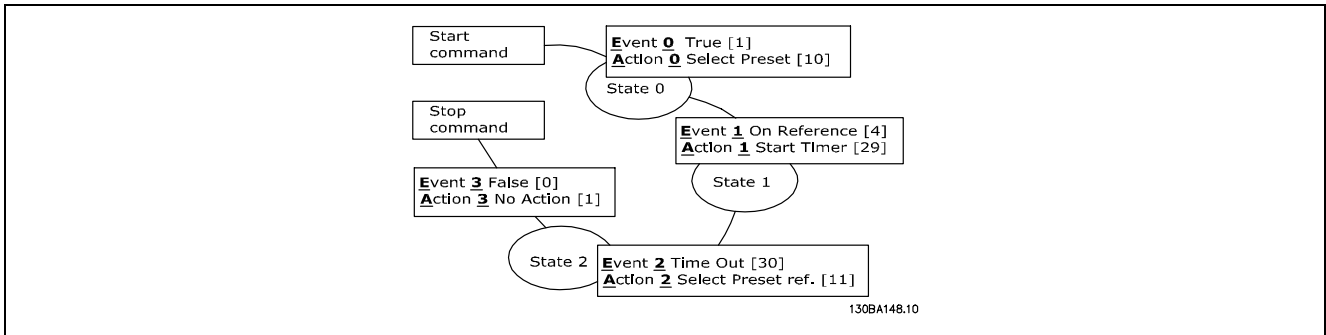 Start
command
Event 0 True [1]
Action 0 Select Preset [10]
State 0
Stop
command
Event 1 On Reference [4]
Action 1 Start Timer [29]
State 1
Event 3 False [0]
Action 3 No Action [1]
State 2
Event 2 Time Out [30]
Action 2 Select Preset ref. [11]
130BA148.10